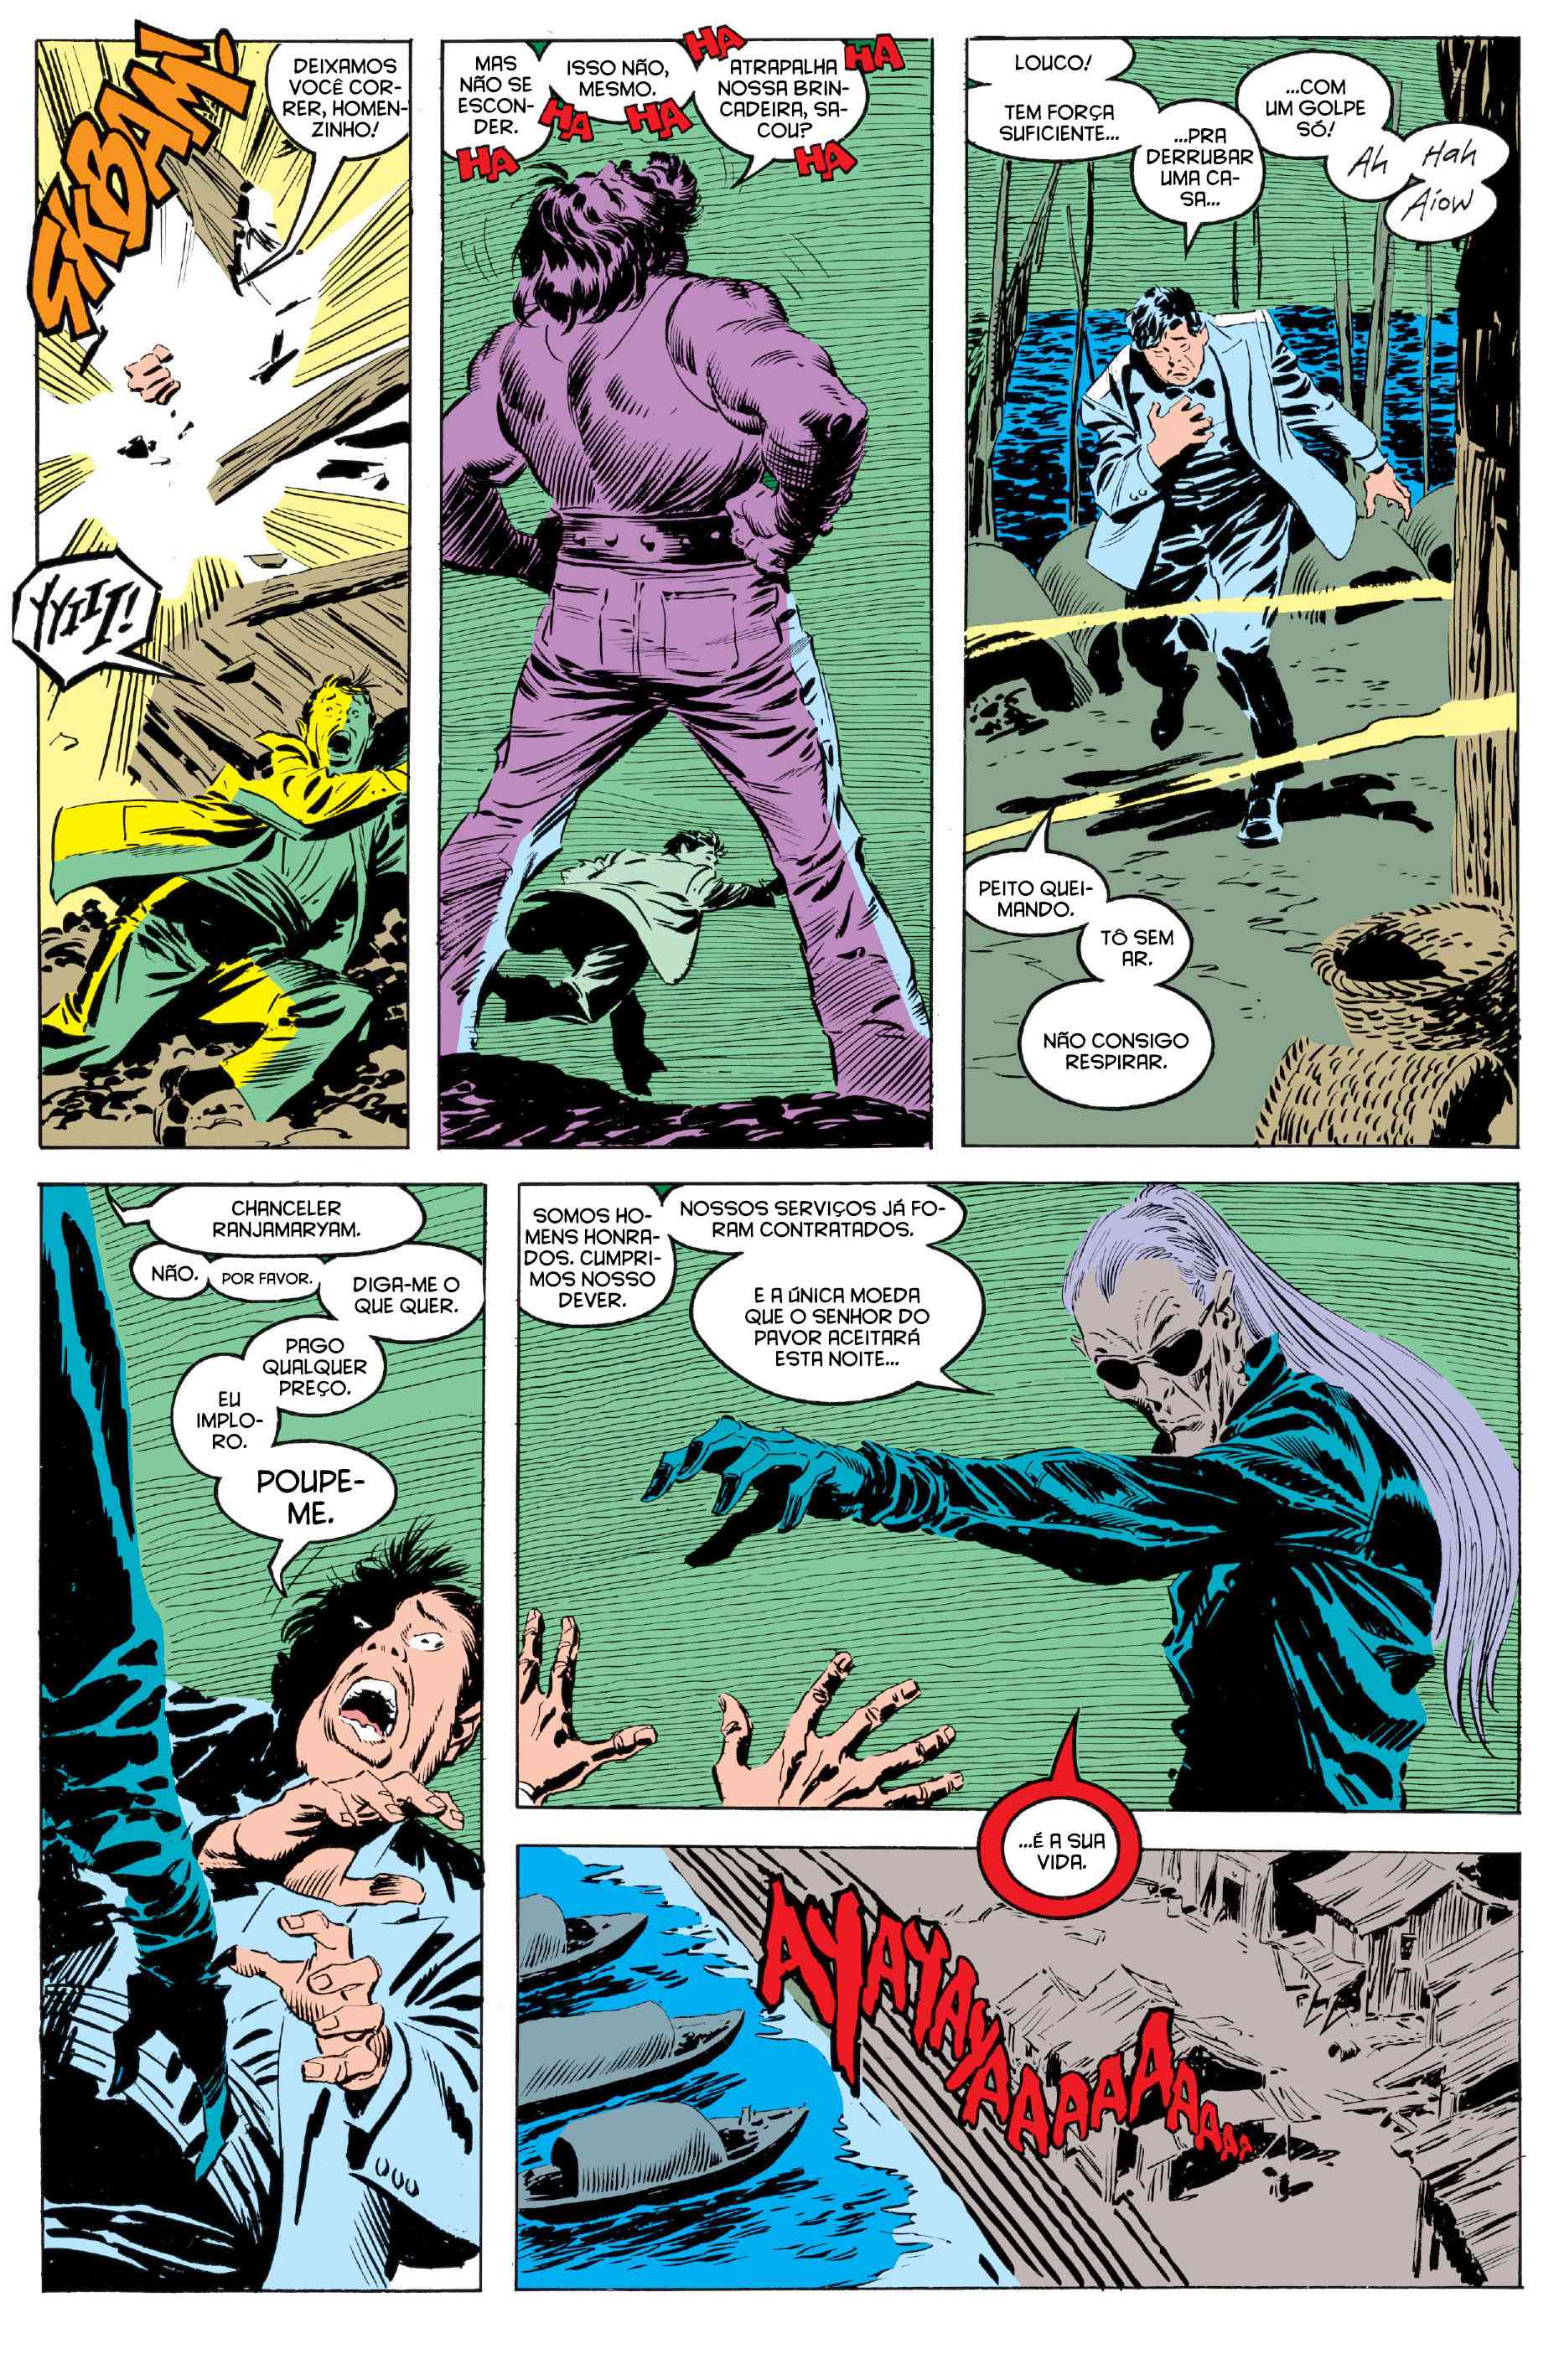 SKBAM!
DEIXAMOS
VOCÊ COR-
RER, HOMEN-
ZINHO!
YYIII!
MAS
NÃO SE
ESCON-
DER.
ISSO NÃO,
MESMO.
ATRAPALHA
NOSSA BRIN-
CADEIRA, SA-
COU?
HA
HA
HA
HA
HA
HA
LOUCO!
TEM FORÇA
SUFICIENTE...
...PRA
DERRUBAR
UMA CA-
SA...
...COM
UM GOLPE
SÓ!
Ah
Hah
Aiow
PEITO QUEI-
MANDO.
TÔ SEM
AR.
NÃO CONSIGO
RESPIRAR.
CHANCELER
RANJAMARYAM.
NÃO.
POR FAVOR.
DIGA-ME O
QUE QUER.
PAGO
QUALQUER
PREÇO.
EU
IMPLO-
RO.
POUPE-
ME.
SOMOS HO-
MENS HONRA-
DOS. CUMPRI-
MOS NOSSO
DEVER.
NOSSOS SERVIÇOS JÁ FO-
RAM CONTRATADOS.
E A ÚNICA MOEDA
QUE O SENHOR DO
PAVOR ACEITARÁ
ESTA NOITE...
...É A SUA
VIDA.
AYAYAYAYAAAAAAAAAA